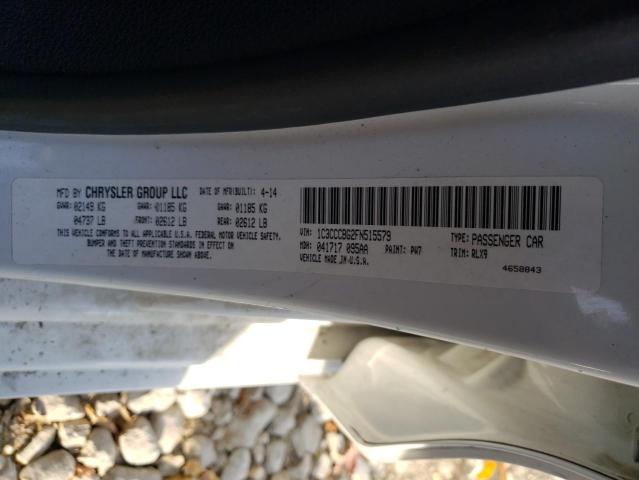 MFD BY CHRYSLER GROUP LLC DATE OF MFR(BUILT): 4-14
GVWR: 02149 KG GAWR: 01185 KG GAWR: 01185 KG
04737 LB FRONT: 02612 LB REAR: 02612 LB
THIS VEHICLE CONFORMS TO ALL APPLICABLE U.S.A. FEDERAL MOTOR VEHICLE SAFETY,
BUMPER AND THEFT PREVENTION STANDARDS IN EFFECT
ON THE DATE OF MANUFACTURE SHOWN ABOVE.
VIN: 1C3CCCBG2FN515579 TYPE: PASSENGER CAR
MDH: 041717 095AA PAINT: PW7 TRIM: RLX9
VEHICLE MADE IN U.S.A.
4658843